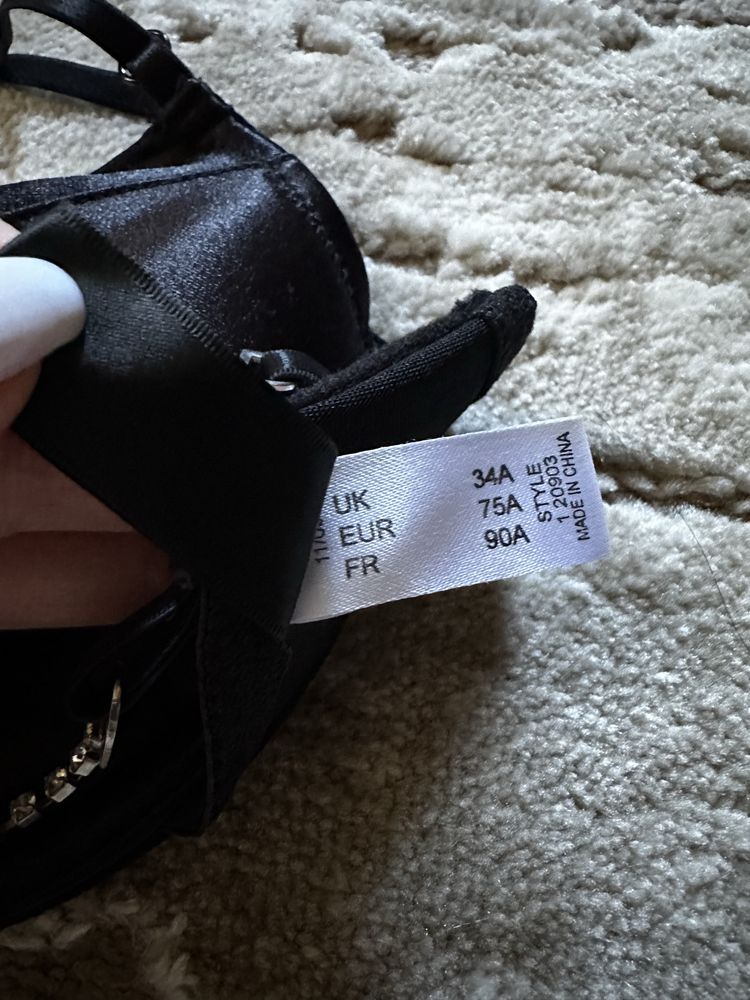 UK 34A
EUR 75A
FR 90A
STYLE
1 20903
MADE IN CHINA